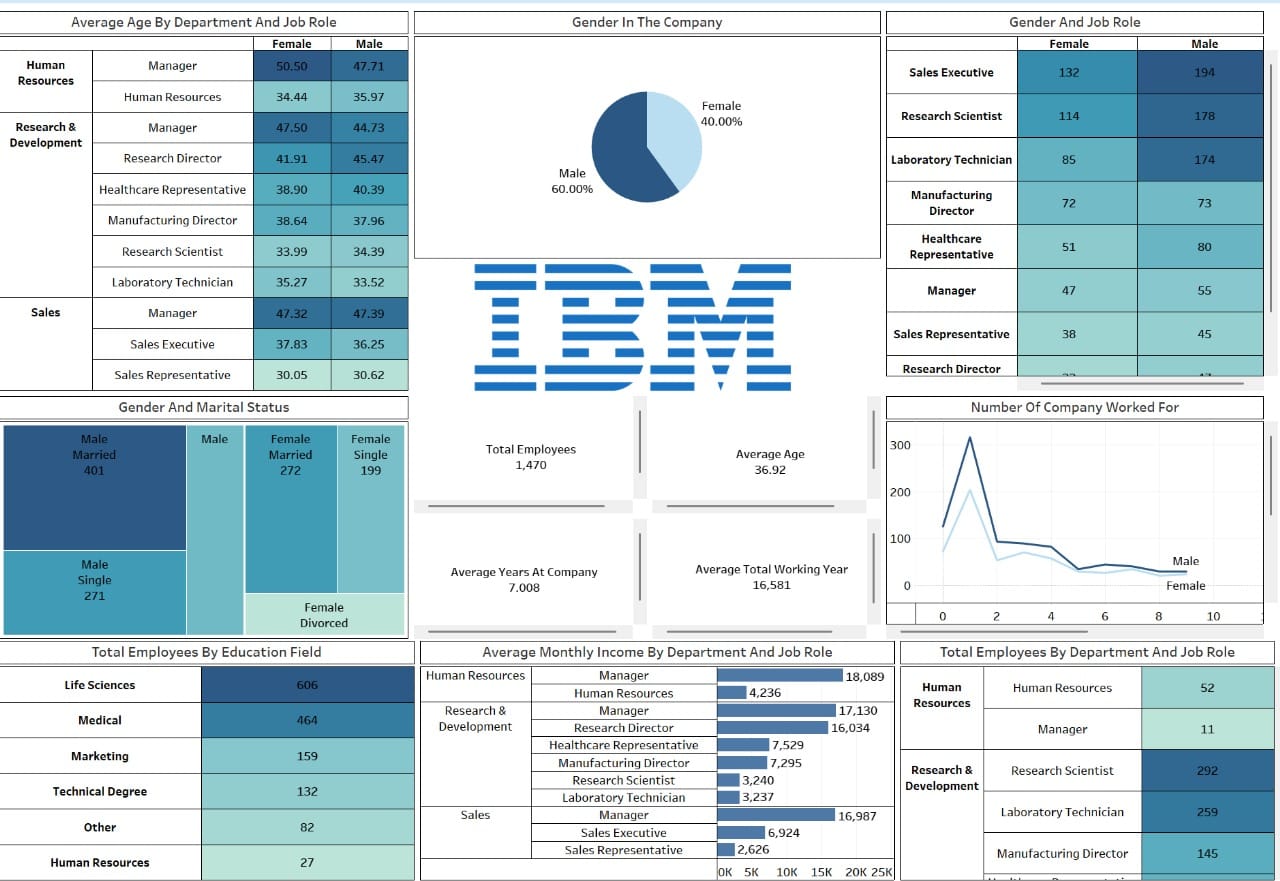 Average Age By Department And Job Role
Female Male
Human Resources Manager 50.50 47.71
Human Resources 34.44 35.97
Research & Development Manager 47.50 44.73
Research Director 41.91 45.47
Healthcare Representative 38.90 40.39
Manufacturing Director 38.64 37.96
Research Scientist 33.99 34.39
Laboratory Technician 35.27 33.52
Sales Manager 47.32 47.39
Sales Executive 37.83 36.25
Sales Representative 30.05 30.62
Gender In The Company
Female
40.00%
Male
60.00%
IBM
Gender And Job Role
Female Male
Sales Executive 132 194
Research Scientist 114 178
Laboratory Technician 85 174
Manufacturing Director 72 73
Healthcare Representative 51 80
Manager 47 55
Sales Representative 38 45
Research Director
Gender And Marital Status
Male
Married
401
Male
Single
271
Male
Female
Married
272
Female
Single
199
Female
Divorced
Total Employees
1,470
Average Age
36.92
Average Years At Company
7.008
Average Total Working Year
16,581
Number Of Company Worked For
300
200
100
0
Male
Female
0 2 4 6 8 10
Total Employees By Education Field
Life Sciences 606
Medical 464
Marketing 159
Technical Degree 132
Other 82
Human Resources 27
Average Monthly Income By Department And Job Role
Human Resources Manager 18,089
Human Resources 4,236
Research & Development Manager 17,130
Research Director 16,034
Healthcare Representative 7,529
Manufacturing Director 7,295
Research Scientist 3,240
Laboratory Technician 3,237
Sales Manager 16,987
Sales Executive 6,924
Sales Representative 2,626
0K 5K 10K 15K 20K 25K
Total Employees By Department And Job Role
Human Resources Human Resources 52
Manager 11
Research & Development Research Scientist 292
Laboratory Technician 259
Manufacturing Director 145